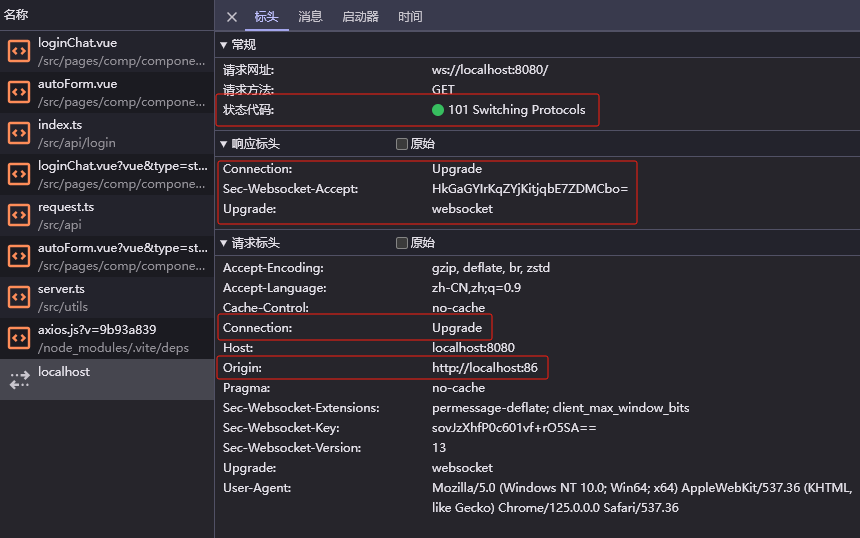 名称
loginChat.vue
/src/pages/comp/compone...
autoForm.vue
/src/pages/comp/compone...
index.ts
/src/api/login
loginChat.vue?vue&type=st...
/src/pages/comp/compone...
request.ts
/src/api
autoForm.vue?vue&type=st...
/src/pages/comp/compone...
server.ts
/src/utils
axios.js?v=9b93a839
/node_modules/.vite/deps
localhost
标头 消息 启动器 时间
常规
请求网址: ws://localhost:8080/
请求方法: GET
状态代码: 101 Switching Protocols
响应标头 原始
Connection: Upgrade
Sec-Websocket-Accept: HkGaGYIrKqZYjKitjqbE7ZDMCbo=
Upgrade: websocket
请求标头 原始
Accept-Encoding: gzip, deflate, br, zstd
Accept-Language: zh-CN,zh;q=0.9
Cache-Control: no-cache
Connection: Upgrade
Host: localhost:8080
Origin: http://localhost:86
Pragma: no-cache
Sec-Websocket-Extensions: permessage-deflate; client_max_window_bits
Sec-Websocket-Key: sovJzXhfP0c601vf+rO5SA==
Sec-Websocket-Version: 13
Upgrade: websocket
User-Agent: Mozilla/5.0 (Windows NT 10.0; Win64; x64) AppleWebKit/537.36 (KHTML,
like Gecko) Chrome/125.0.0.0 Safari/537.36